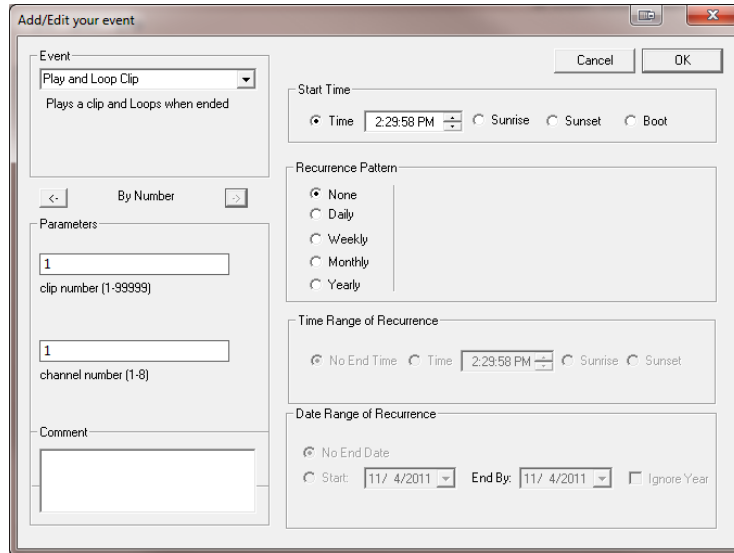 Add/Edit your event
Event
Play and Loop Clip
Plays a clip and Loops when ended
<- By Number ->
Parameters
1
clip number (1-99999)
1
channel number (1-8)
Comment
Cancel OK
Start Time
Time 2:29:58 PM Sunrise Sunset Boot
Recurrence Pattern
None
Daily
Weekly
Monthly
Yearly
Time Range of Recurrence
No End Time Time 2:29:58 PM Sunrise Sunset
Date Range of Recurrence
No End Date
Start: 11/ 4/2011 End By: 11/ 4/2011 Ignore Year